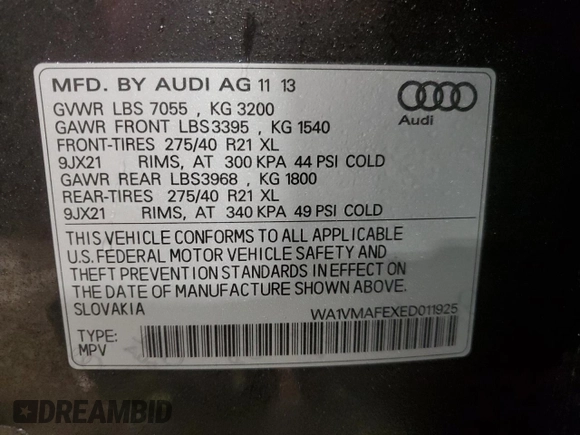 MFD. BY AUDI AG 11 13
GVWR LBS 7055 , KG 3200
GAWR FRONT LBS3395 , KG 1540
FRONT-TIRES 275/40 R21 XL
9JX21 RIMS, AT 300 KPA 44 PSI COLD
GAWR REAR LBS3968 , KG 1800
REAR-TIRES 275/40 R21 XL
9JX21 RIMS, AT 340 KPA 49 PSI COLD
Audi
THIS VEHICLE CONFORMS TO ALL APPLICABLE
U.S. FEDERAL MOTOR VEHICLE SAFETY AND
THEFT PREVENTION STANDARDS IN EFFECT ON
THE DATE OF MANUFACTURE SHOWN ABOVE.
SLOVAKIA WA1VMAFEXED011925
TYPE:
MPV
DREAMBID